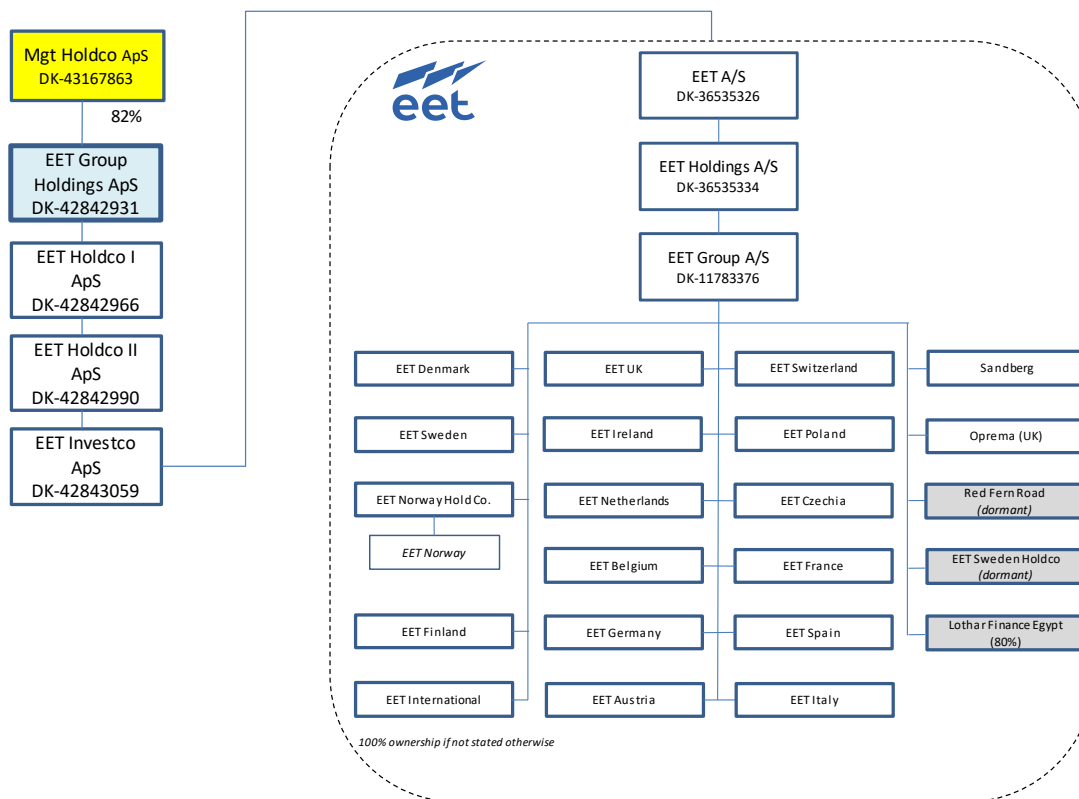 Mgt Holdco ApS
DK-43167863
82%
EET Group
Holdings ApS
DK-42842931
EET Holdco I
ApS
DK-42842966
EET Holdco II
ApS
DK-42842990
EET Investco
ApS
DK-42843059
eet
EET A/S
DK-36535326
EET Holdings A/S
DK-36535334
EET Group A/S
DK-11783376
EET Denmark
EET UK
EET Switzerland
Sandberg
EET Sweden
EET Ireland
EET Poland
Oprema (UK)
EET Norway Hold Co.
EET Netherlands
EET Czechia
Red Fern Road
(dormant)
EET Norway
EET Belgium
EET France
EET Sweden Holdco
(dormant)
EET Finland
EET Germany
EET Spain
Lothar Finance Egypt
(80%)
EET International
EET Austria
EET Italy
100% ownership if not stated otherwise